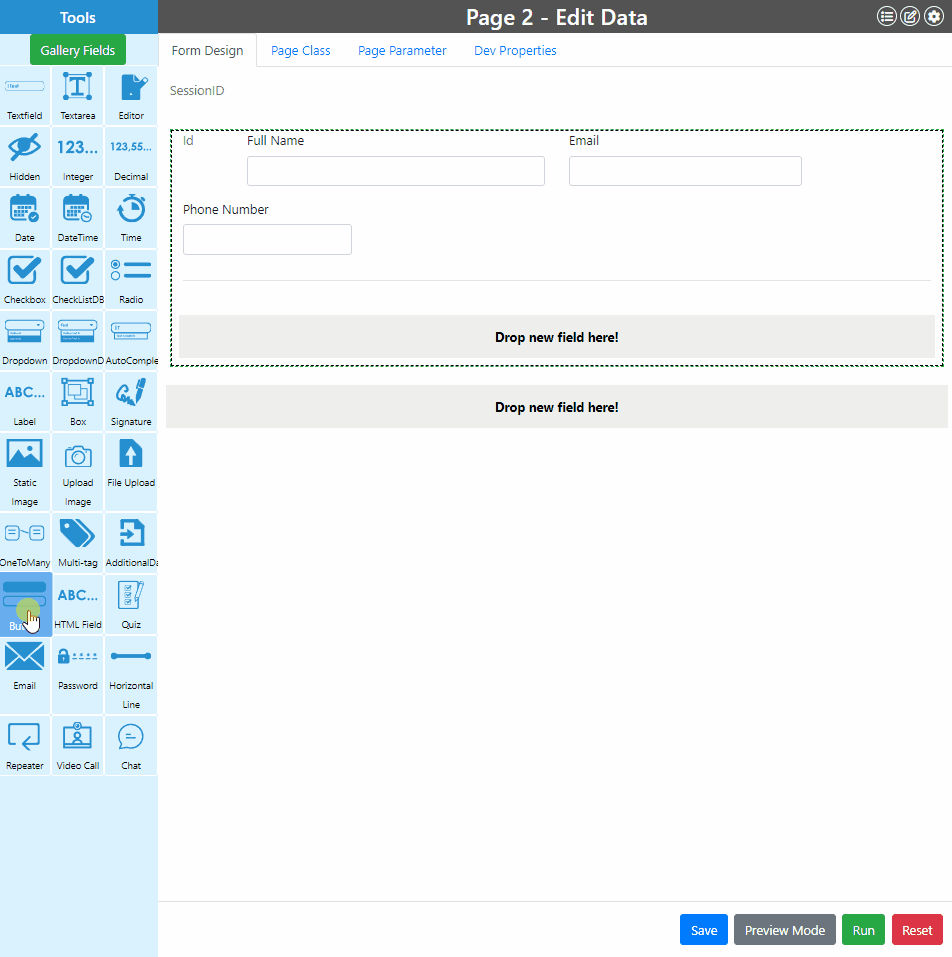 Tools
Page 2 - Edit Data
Gallery Fields
Form Design
Page Class
Page Parameter
Dev Properties
SessionID
Id
Full Name
Email
Phone Number
Drop new field here!
Drop new field here!
Textfield
Textarea
Editor
Hidden
123...
Integer
123,55...
Decimal
Date
DateTime
Time
Checkbox
CheckListDB
Radio
Dropdown
DropdownD
AutoComple
ABC...
Label
Box
Signature
Static
Image
Upload
Image
File Upload
OneToMany
Multi-tag
AdditionalDa
ABC...
HTML Field
Quiz
Email
Password
Horizontal
Line
Repeater
Video Call
Chat
Save
Preview Mode
Run
Reset